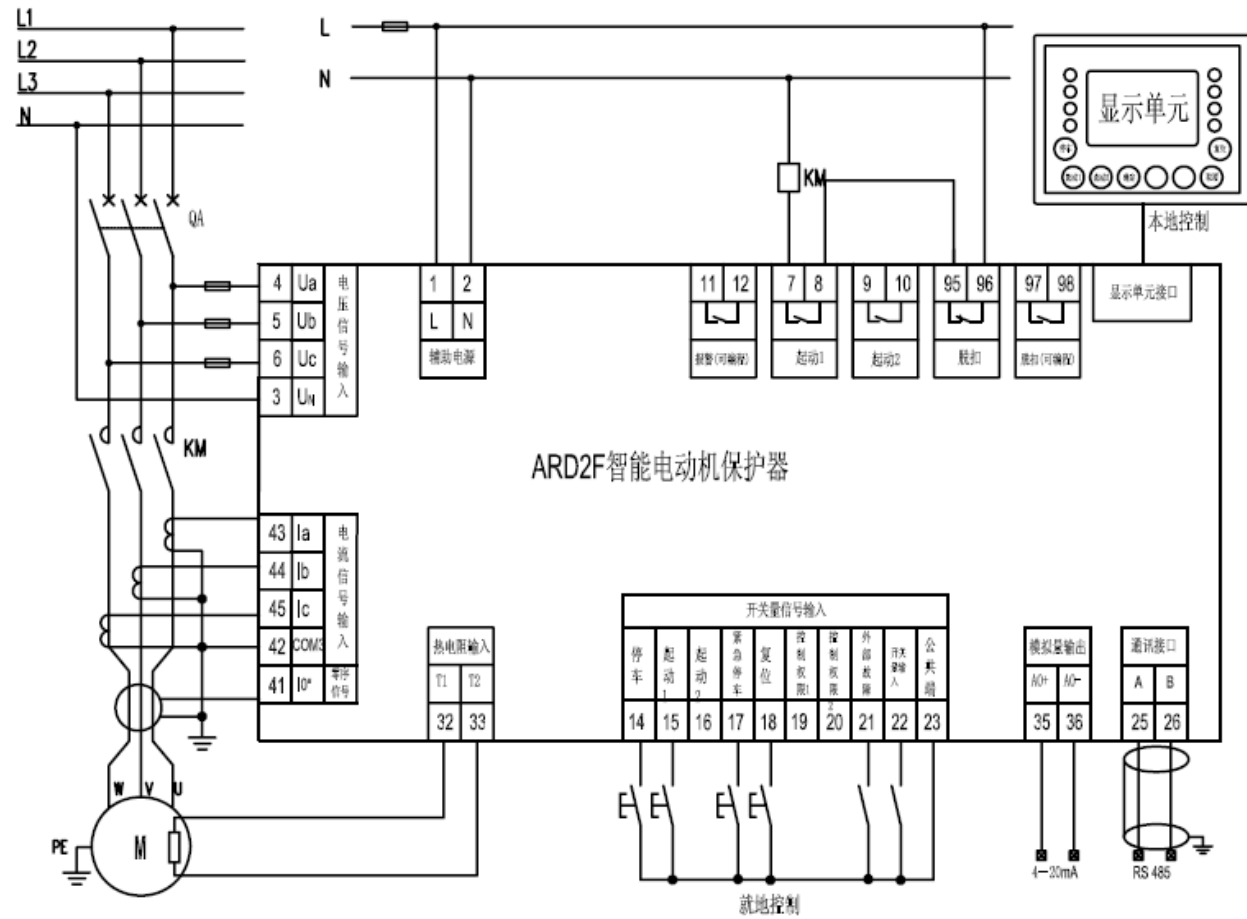 L1
L2
L3
N
L
N
显示单元
本地控制
QA
KM
4 Ua
5 Ub
6 Uc
3 UN
电压信号输入
1 2
L N
辅助电源
11 12
报警(可编程)
7 8
起动1
9 10
起动2
95 96
脱扣
97 98
脱扣(可编程)
显示单元接口
KM
ARD2F智能电动机保护器
43 Ia
44 Ib
45 Ic
42 COM3
电流信号输入
41 I0*
零序信号
热电阻输入
T1 T2
32 33
开关量信号输入
停车
起动1
起动2
紧急停车
复位
控制权限1
控制权限2
外部故障
开关量输入
公共端
14 15 16 17 18 19 20 21 22 23
模拟量输出
AO+ AO-
35 36
通讯接口
A B
25 26
W V U
PE
M
4—20mA
RS 485
就地控制